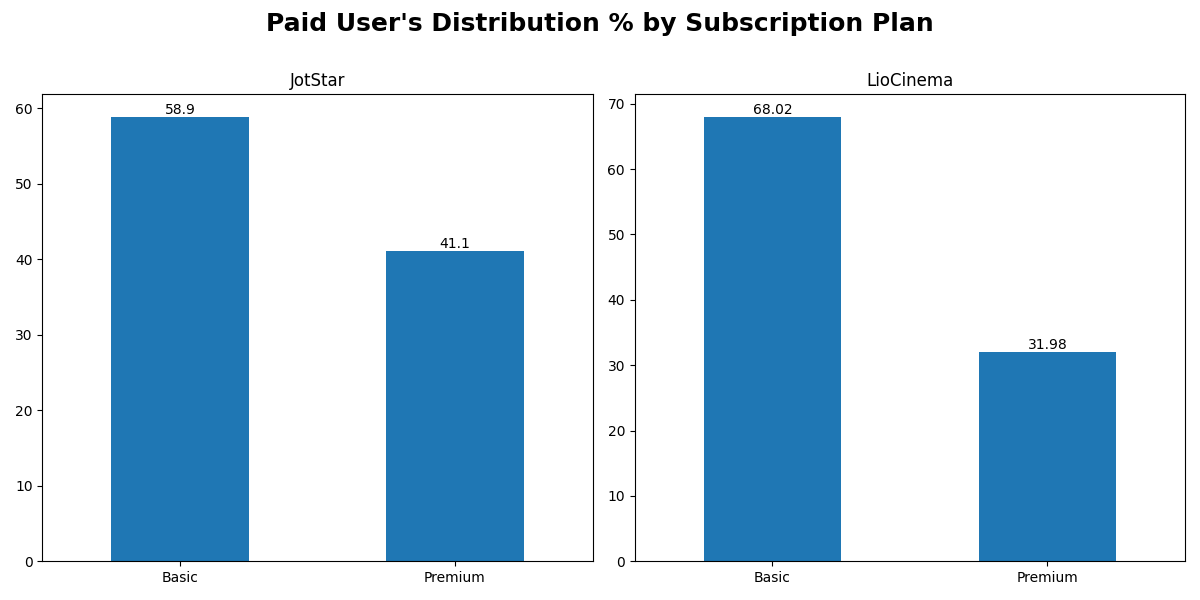 Paid User's Distribution % by Subscription Plan
JotStar
60
50
40
30
20
10
0
58.9
41.1
Basic
Premium
LioCinema
70
60
50
40
30
20
10
0
68.02
31.98
Basic
Premium